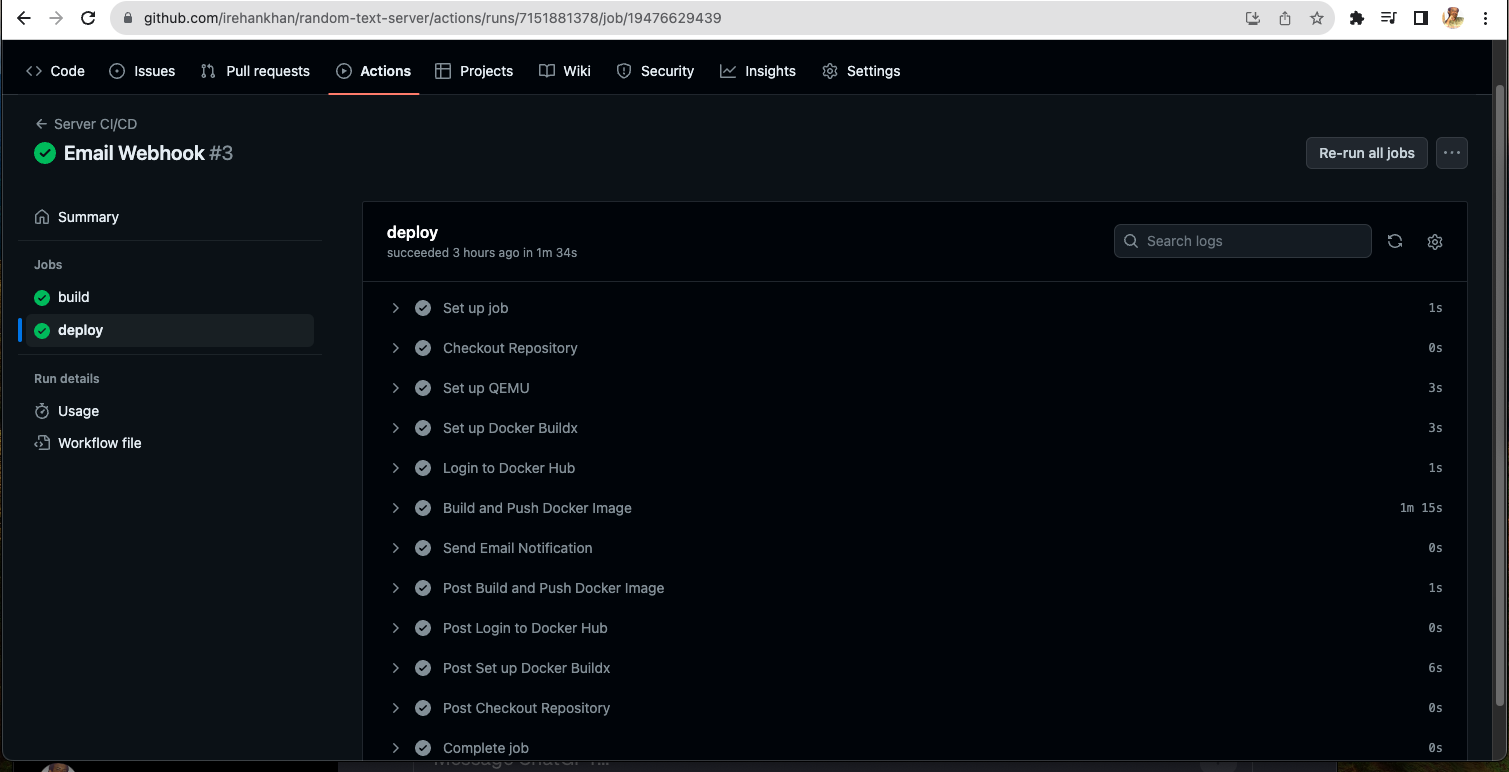 github.com/irehankhan/random-text-server/actions/runs/7151881378/job/19476629439
Code Issues Pull requests Actions Projects Wiki Security Insights Settings
Server CI/CD
Email Webhook #3
Re-run all jobs
Summary
Jobs
build
deploy
Run details
Usage
Workflow file
deploy
succeeded 3 hours ago in 1m 34s
Search logs
Set up job 1s
Checkout Repository 0s
Set up QEMU 3s
Set up Docker Buildx 3s
Login to Docker Hub 1s
Build and Push Docker Image 1m 15s
Send Email Notification 0s
Post Build and Push Docker Image 1s
Post Login to Docker Hub 0s
Post Set up Docker Buildx 6s
Post Checkout Repository 0s
Complete job 0s
Message ChatGPT...